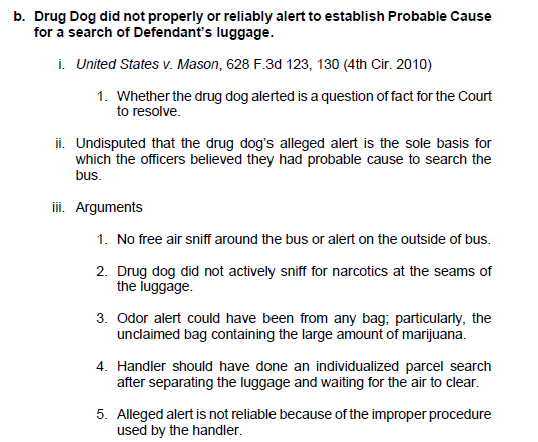 b. Drug Dog did not properly or reliably alert to establish Probable Cause
for a search of Defendant's luggage.
i. United States v. Mason, 628 F.3d 123, 130 (4th Cir. 2010)
1. Whether the drug dog alerted is a question of fact for the Court
to resolve.
ii. Undisputed that the drug dog's alleged alert is the sole basis for
which the officers believed they had probable cause to search the
bus.
iii. Arguments
1. No free air sniff around the bus or alert on the outside of bus.
2. Drug dog did not actively sniff for narcotics at the seams of
the luggage.
3. Odor alert could have been from any bag; particularly, the
unclaimed bag containing the large amount of marijuana.
4. Handler should have done an individualized parcel search
after separating the luggage and waiting for the air to clear.
5. Alleged alert is not reliable because of the improper procedure
used by the handler.